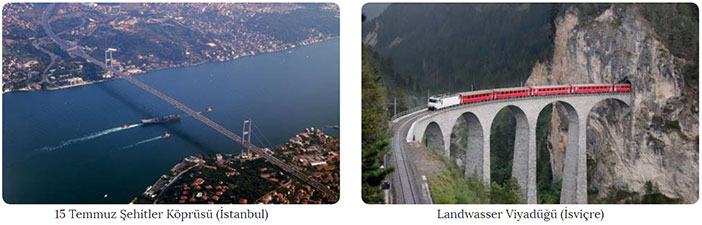 15 Temmuz Şehitler Köprüsü (İstanbul)
Landwasser Viyadüğü (İsviçre)